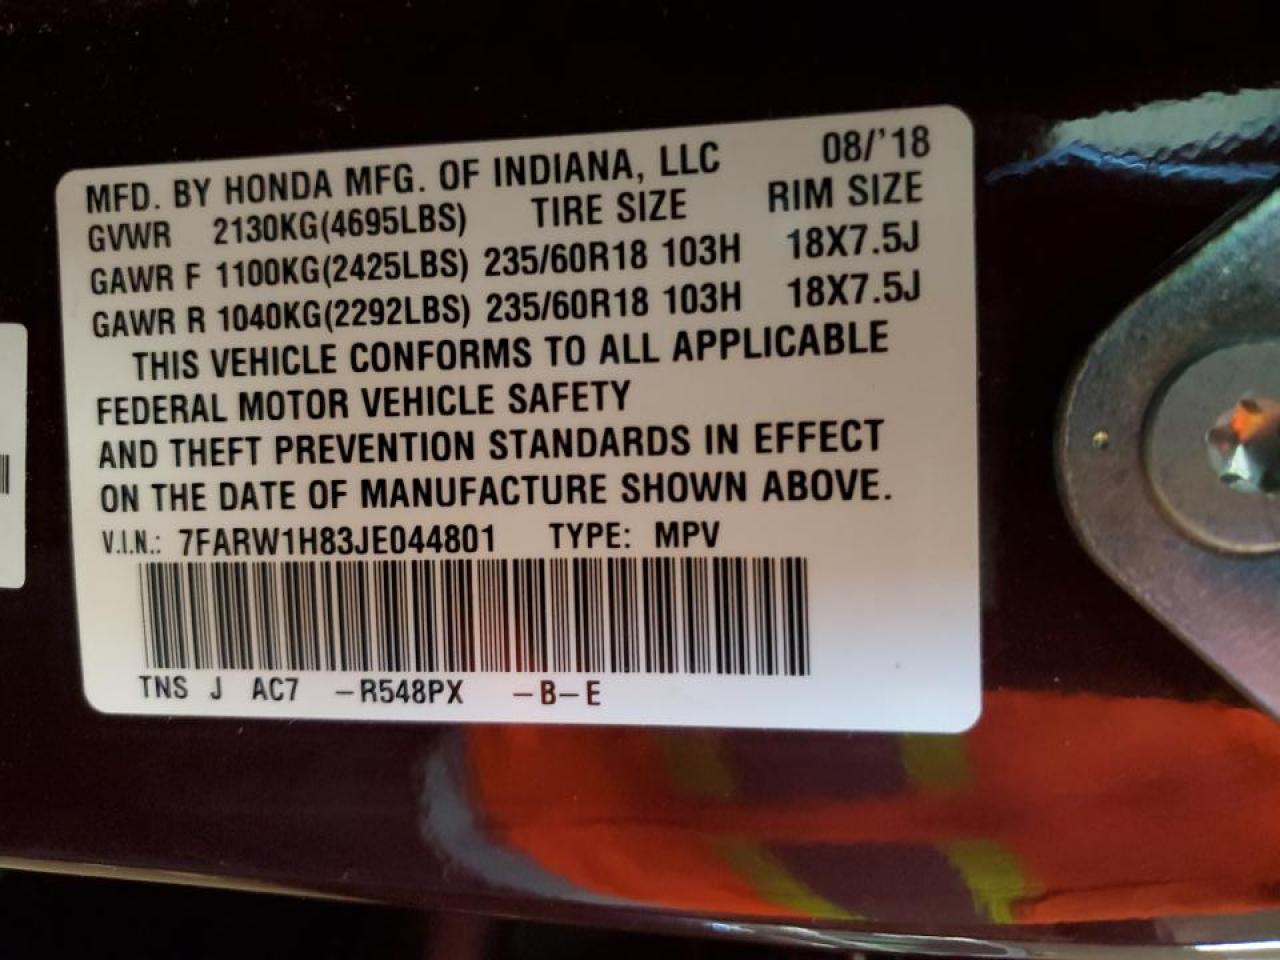 MFD. BY HONDA MFG. OF INDIANA, LLC 08/'18
GVWR 2130KG(4695LBS) TIRE SIZE RIM SIZE
GAWR F 1100KG(2425LBS) 235/60R18 103H 18X7.5J
GAWR R 1040KG(2292LBS) 235/60R18 103H 18X7.5J
THIS VEHICLE CONFORMS TO ALL APPLICABLE
FEDERAL MOTOR VEHICLE SAFETY
AND THEFT PREVENTION STANDARDS IN EFFECT
ON THE DATE OF MANUFACTURE SHOWN ABOVE.
V.I.N.: 7FARW1H83JE044801 TYPE: MPV
TNS J AC7 -R548PX -B-E